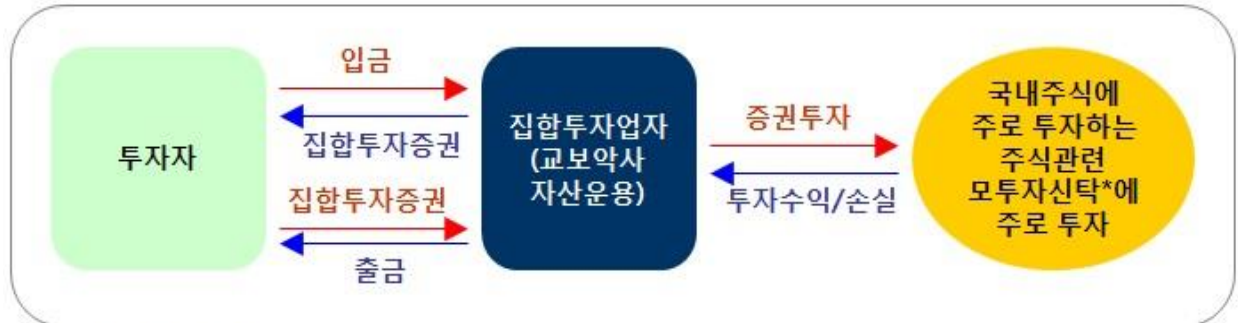 투자자
입금
집합투자증권
집합투자증권
출금
집합투자업자
(교보악사
자산운용)
증권투자
투자수익/손실
국내주식에
주로 투자하는
주식관련
모투자신탁*에
주로 투자